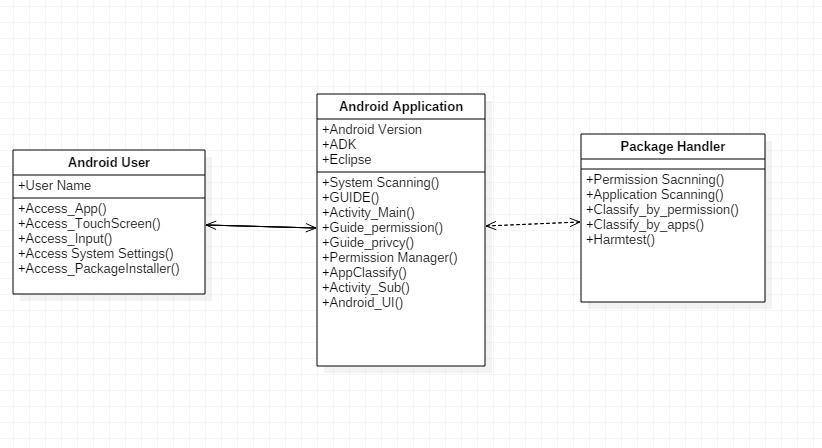 Android User
+User Name
+Access_App()
+Access_TouchScreen()
+Access_Input()
+Access System Settings()
+Access_PackageInstaller()
Android Application
+Android Version
+ADK
+Eclipse
+System Scanning()
+GUIDE()
+Activity_Main()
+Guide_permission()
+Guide_privcy()
+Permission Manager()
+AppClassify()
+Activity_Sub()
+Android_UI()
Package Handler
+Permission Sacnning()
+Application Scanning()
+Classify_by_permission()
+Classify_by_apps()
+Harmtest()